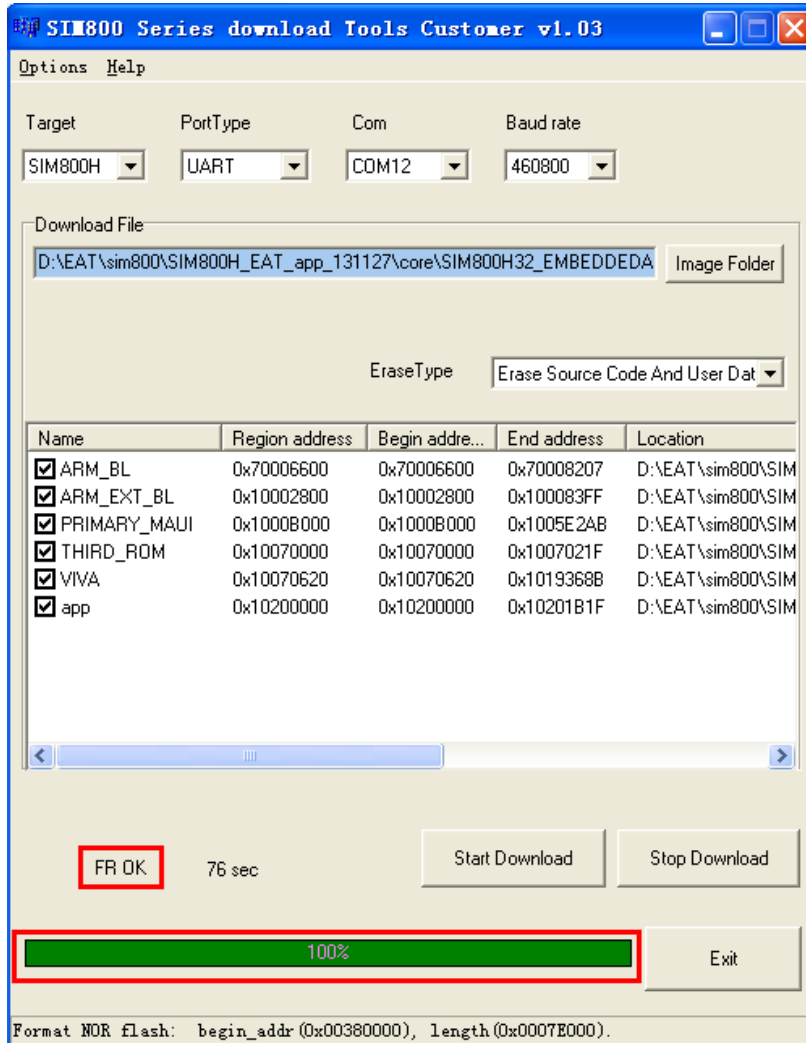 SIM800 Series download Tools Customer v1.03
Options Help
Target PortType Com Baud rate
SIM800H UART COM12 460800
Download File
D:\EAT\sim800\SIM800H_EAT_app_131127\core\SIM800H32_EMBEDDEDA Image Folder
EraseType Erase Source Code And User Dat
Name Region address Begin addre... End address Location
ARM_BL 0x70006600 0x70006600 0x70008207 D:\EAT\sim800\SIM
ARM_EXT_BL 0x10002800 0x10002800 0x100083FF D:\EAT\sim800\SIM
PRIMARY_MAUI 0x1000B000 0x1000B000 0x1005E2AB D:\EAT\sim800\SIM
THIRD_ROM 0x10070000 0x10070000 0x1007021F D:\EAT\sim800\SIM
VIVA 0x10070620 0x10070620 0x1019368B D:\EAT\sim800\SIM
app 0x10200000 0x10200000 0x10201B1F D:\EAT\sim800\SIM
FR OK 76 sec Start Download Stop Download
100% Exit
Format NOR flash: begin_addr(0x00380000), length(0x0007E000).